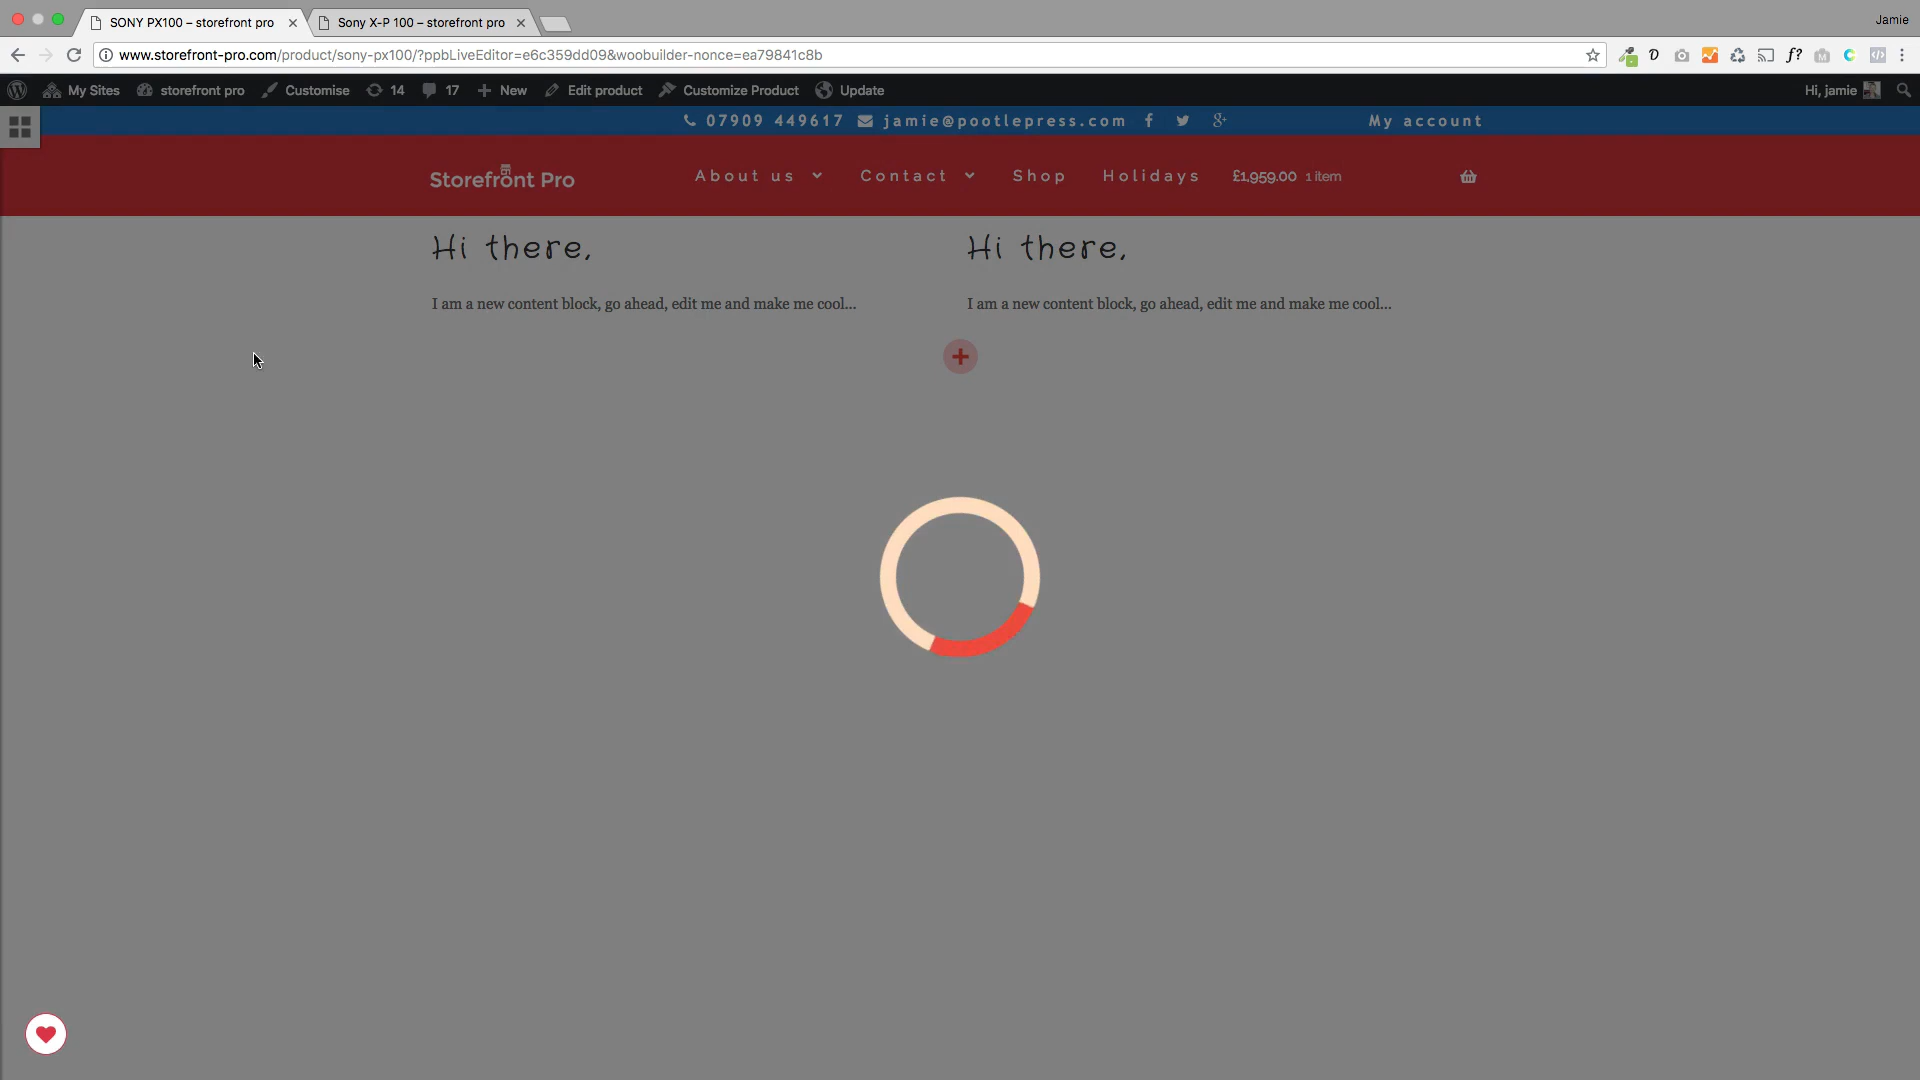 SONY PX100 – storefront pro
Sony X-P 100 – storefront pro
Jamie
www.storefront-pro.com/product/sony-px100/?ppbLiveEditor=e6c359dd09&woobuilder-nonce=ea79841c8b
My Sites storefront pro Customise 14 17 New Edit product Customize Product Update Hi, jamie
07909 449617 jamie@pootlepress.com My account
Storefront Pro About us Contact Shop Holidays £1,959.00 1 item
Hi there,
I am a new content block, go ahead, edit me and make me cool...
Hi there,
I am a new content block, go ahead, edit me and make me cool...